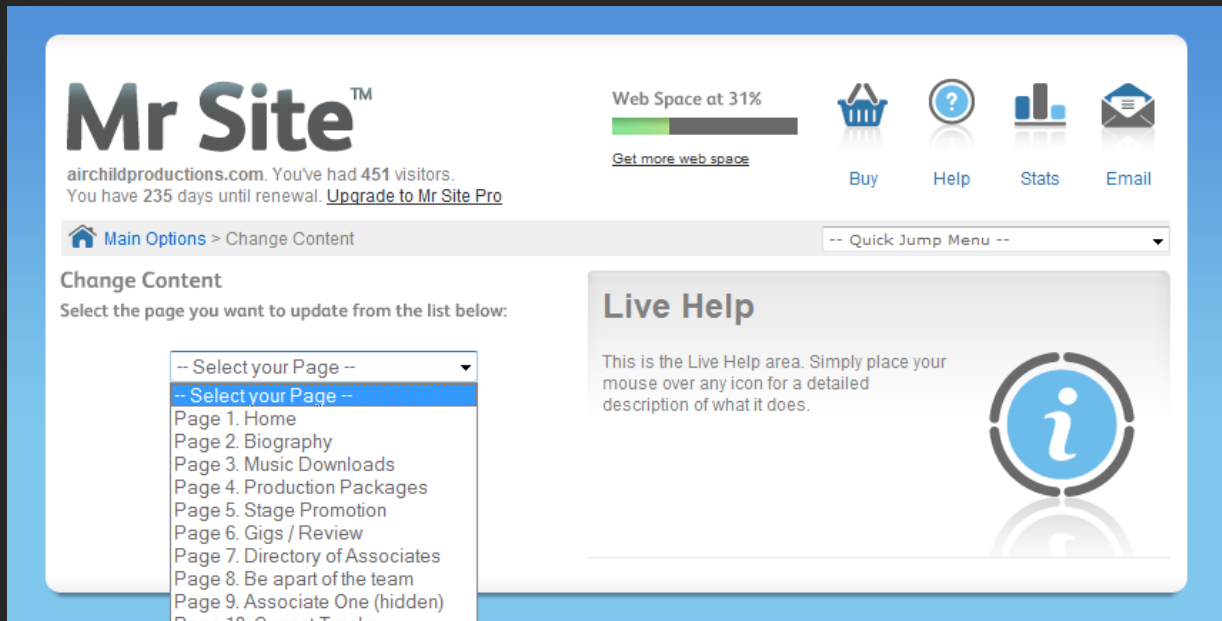 Mr Site™
airchildproductions.com. You've had 451 visitors.
You have 235 days until renewal. Upgrade to Mr Site Pro
Web Space at 31%
Get more web space
Buy
Help
Stats
Email
Main Options > Change Content
-- Quick Jump Menu --
Change Content
Select the page you want to update from the list below:
-- Select your Page --
-- Select your Page --
Page 1. Home
Page 2. Biography
Page 3. Music Downloads
Page 4. Production Packages
Page 5. Stage Promotion
Page 6. Gigs / Review
Page 7. Directory of Associates
Page 8. Be apart of the team
Page 9. Associate One (hidden)
Live Help
This is the Live Help area. Simply place your
mouse over any icon for a detailed
description of what it does.